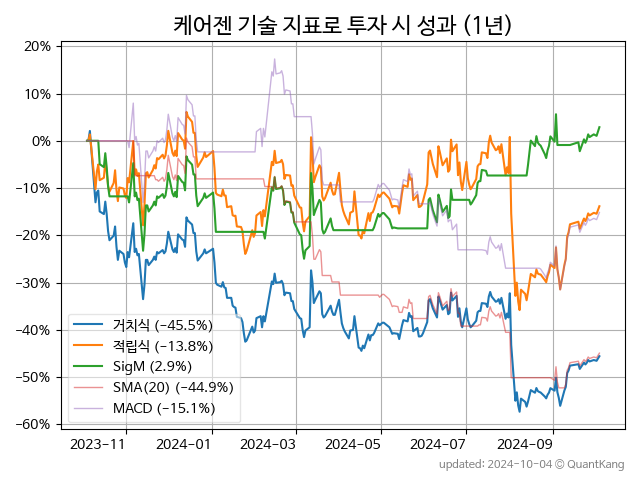 케어젠 기술 지표로 투자 시 성과 (1년)
20%
10%
0%
−10%
−20%
−30%
−40%
−50%
−60%
거치식 (−45.5%)
적립식 (−13.8%)
SigM (2.9%)
SMA(20) (−44.9%)
MACD (−15.1%)
2023-11 2024-01 2024-03 2024-05 2024-07 2024-09
updated: 2024-10-04 ⓒ QuantKang